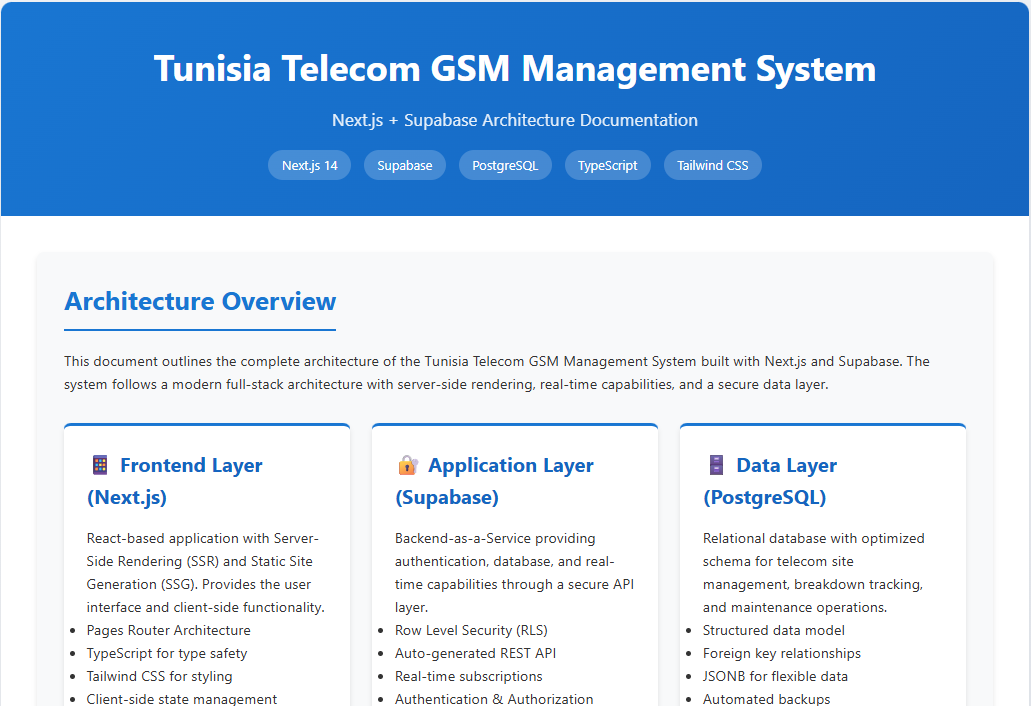 Tunisia Telecom GSM Management System
Next.js + Supabase Architecture Documentation
Next.js 14
Supabase
PostgreSQL
TypeScript
Tailwind CSS
Architecture Overview
This document outlines the complete architecture of the Tunisia Telecom GSM Management System built with Next.js and Supabase. The
system follows a modern full-stack architecture with server-side rendering, real-time capabilities, and a secure data layer.
Frontend Layer
(Next.js)
React-based application with Server-
Side Rendering (SSR) and Static Site
Generation (SSG). Provides the user
interface and client-side functionality.
• Pages Router Architecture
• TypeScript for type safety
• Tailwind CSS for styling
• Client-side state management
Application Layer
(Supabase)
Backend-as-a-Service providing
authentication, database, and real-
time capabilities through a secure API
layer.
• Row Level Security (RLS)
• Auto-generated REST API
• Real-time subscriptions
• Authentication & Authorization
Data Layer
(PostgreSQL)
Relational database with optimized
schema for telecom site
management, breakdown tracking,
and maintenance operations.
• Structured data model
• Foreign key relationships
• JSONB for flexible data
• Automated backups